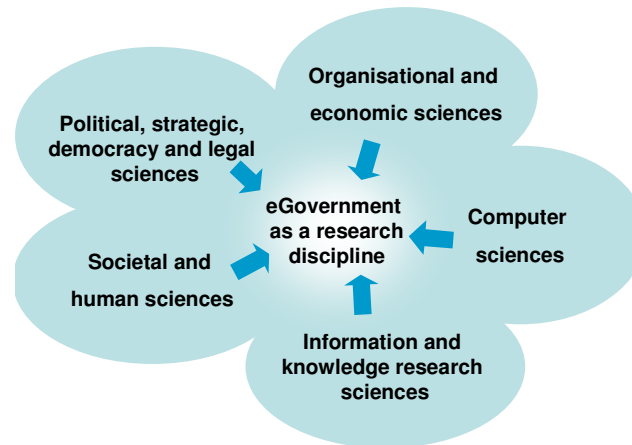 Organisational and
economic sciences
Political, strategic,
democracy and legal
sciences
eGovernment
as a research
discipline
Computer
sciences
Societal and
human sciences
Information and
knowledge research
sciences